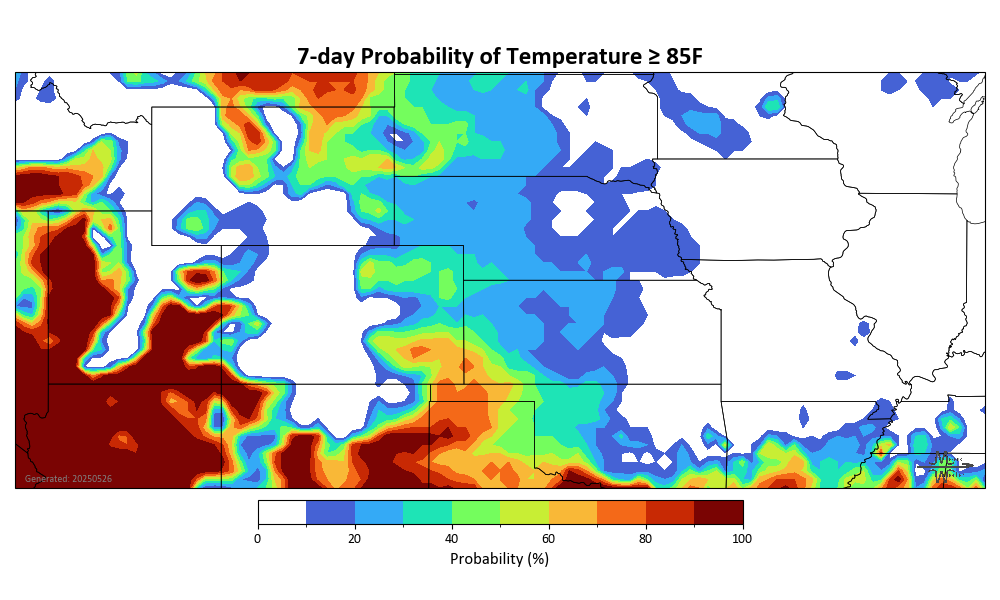 7-day Probability of Temperature ≥ 85F
Generated: 20250526
0 20 40 60 80 100
Probability (%)